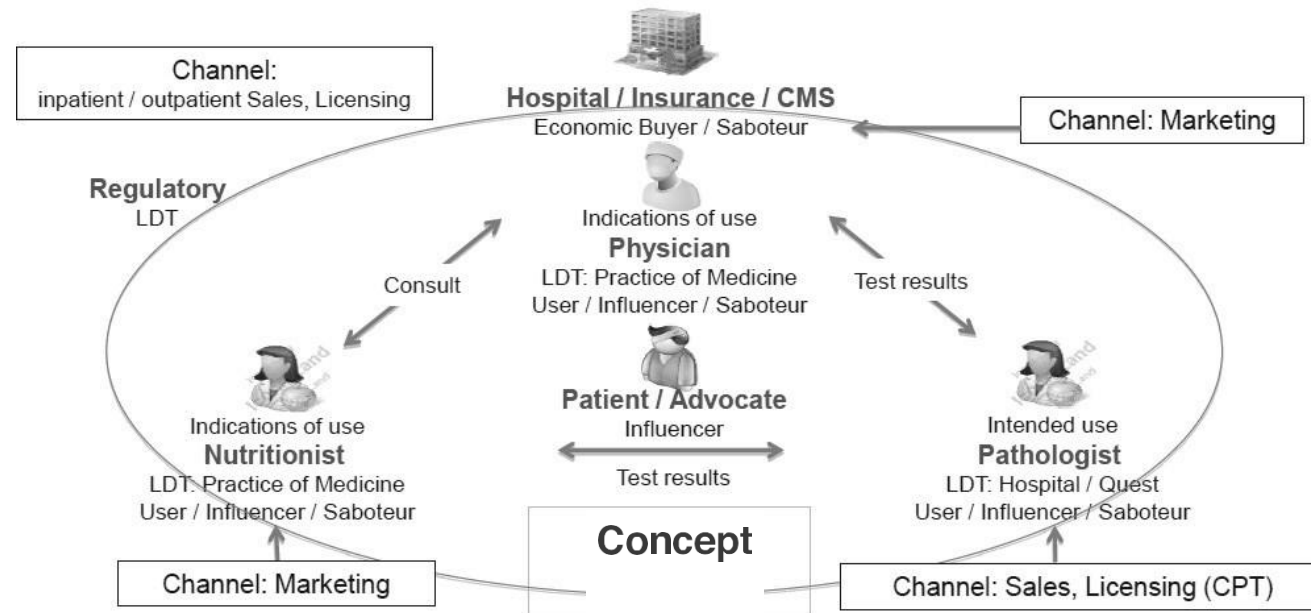 Channel:
inpatient / outpatient Sales, Licensing
Hospital / Insurance / CMS
Economic Buyer / Saboteur
Channel: Marketing
Regulatory
LDT
Indications of use
Physician
LDT: Practice of Medicine
User / Influencer / Saboteur
Consult
Test results
Patient / Advocate
Influencer
Test results
Indications of use
Nutritionist
LDT: Practice of Medicine
User / Influencer / Saboteur
Intended use
Pathologist
LDT: Hospital / Quest
User / Influencer / Saboteur
Concept
Channel: Marketing
Channel: Sales, Licensing (CPT)